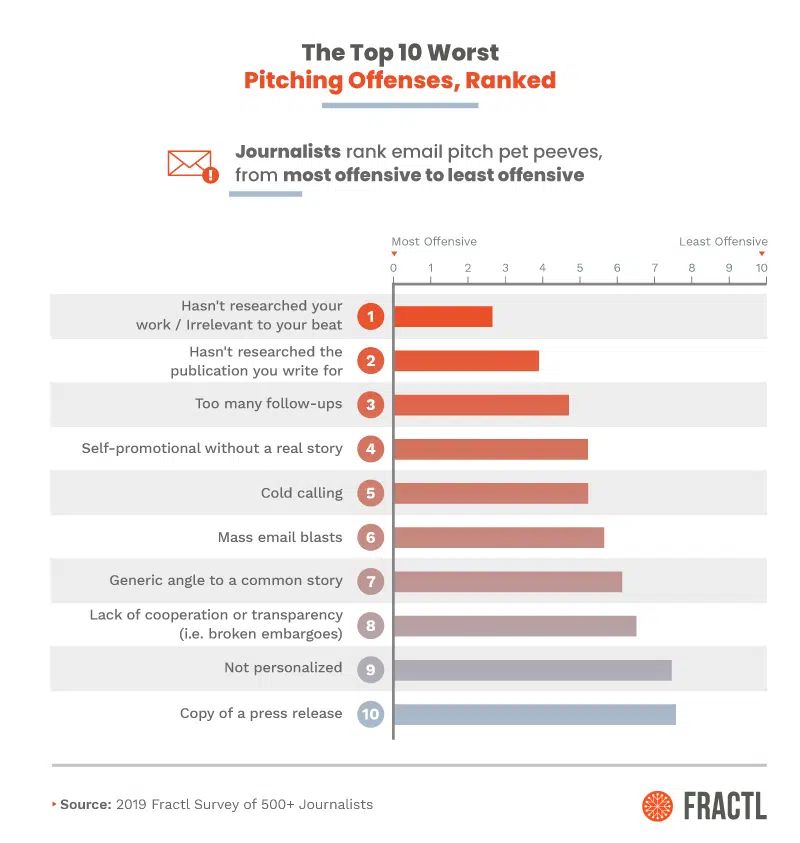 The Top 10 Worst
Pitching Offenses, Ranked
!
Journalists rank email pitch pet peeves,
from most offensive to least offensive
Most Offensive Least Offensive
0 1 2 3 4 5 6 7 8 9 10
Hasn't researched your
work / Irrelevant to your beat
1
Hasn't researched the
publication you write for
2
Too many follow-ups 3
Self-promotional without a real story 4
Cold calling 5
Mass email blasts 6
Generic angle to a common story 7
Lack of cooperation or transparency
(i.e. broken embargoes)
8
Not personalized 9
Copy of a press release 10
Source: 2019 Fractl Survey of 500+ Journalists
FRACTL